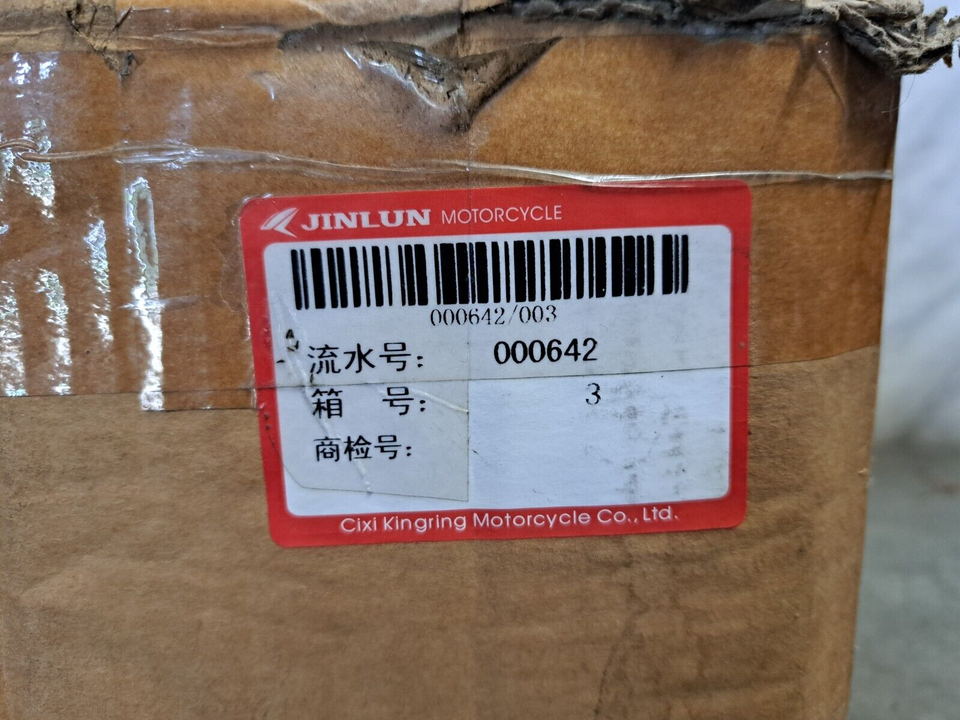 JINLUN MOTORCYCLE
000642/003
流水号: 000642
箱 号: 3
商检号:
Cixi Kingring Motorcycle Co., Ltd.